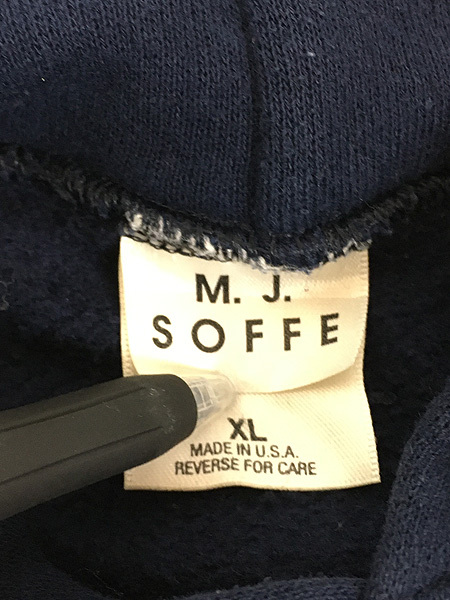 M. J.
SOFFE
XL
MADE IN U.S.A.
REVERSE FOR CARE